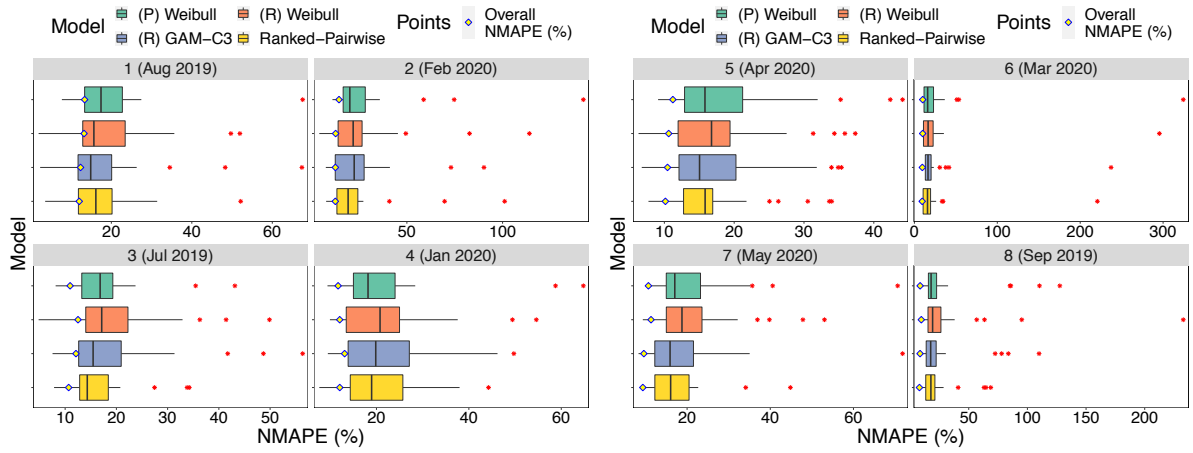 Model (P) Weibull (R) Weibull Points Overall
(R) GAM−C3 Ranked−Pairwise NMAPE (%)
1 (Aug 2019) 2 (Feb 2020)
20 40 60 50 100
3 (Jul 2019) 4 (Jan 2020)
10 20 30 40 50 20 40 60
Model
NMAPE (%)
Model (P) Weibull (R) Weibull Points Overall
(R) GAM−C3 Ranked−Pairwise NMAPE (%)
5 (Apr 2020) 6 (Mar 2020)
10 20 30 40 0 100 200 300
7 (May 2020) 8 (Sep 2019)
20 40 60 50 100 150 200
Model
NMAPE (%)